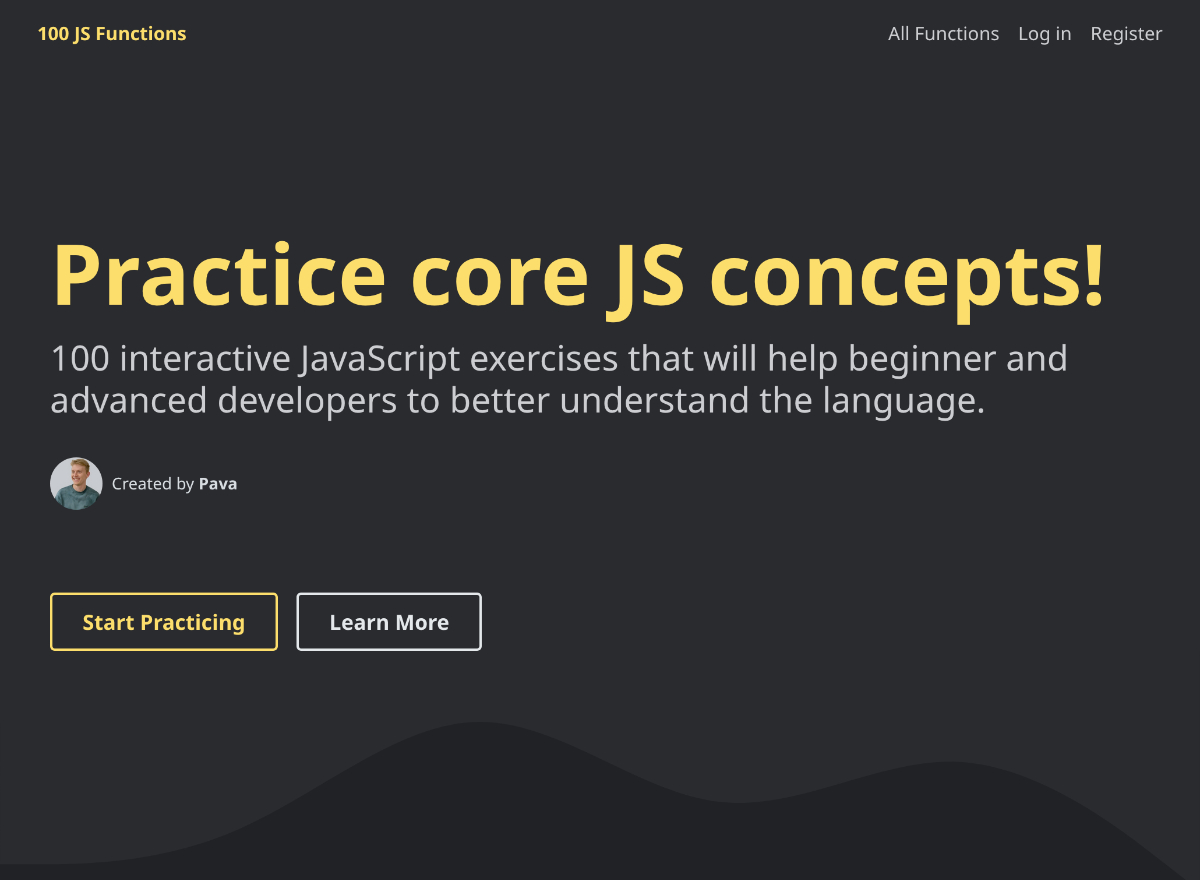 100 JS Functions
All Functions Log in Register
Practice core JS concepts!
100 interactive JavaScript exercises that will help beginner and
advanced developers to better understand the language.
Created by Pava
Start Practicing
Learn More